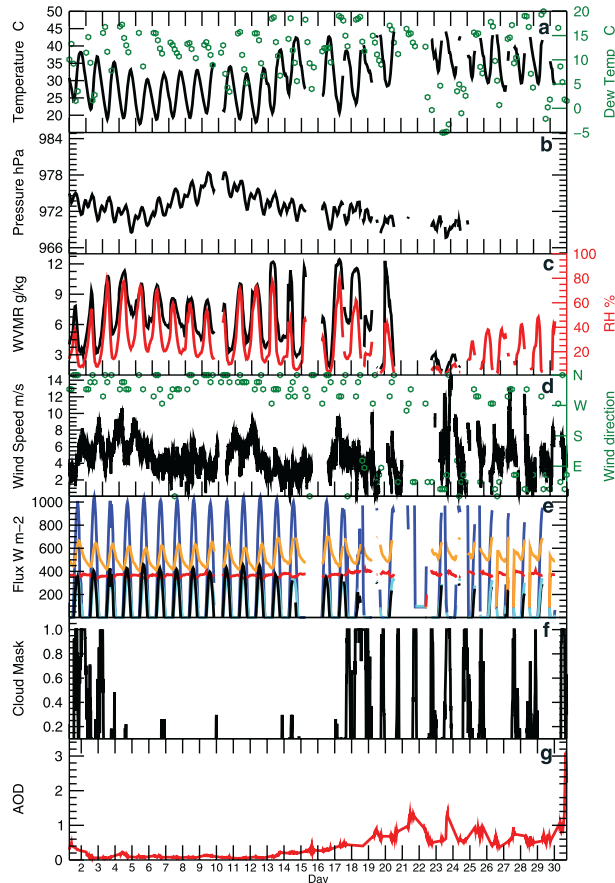 50 20
45
40 15
35 10
30
25 5
20 0
-5
Temperature C
Dew Temp C
a
984
978
972
966
Pressure hPa
b
12 100
9 80
60
6 40
3 20
WVMR g/kg
RH %
c
14 N
12
10 W
8 S
6
4 E
2
Wind Speed m/s
Wind direction
d
1000
800
600
400
200
Flux W m-2
e
1.0
0.8
0.6
0.4
0.2
Cloud Mask
f
3
2
1
0
AOD
g
2 3 4 5 6 7 8 9 10 11 12 13 14 15 16 17 18 19 20 21 22 23 24 25 26 27 28 29 30
Day